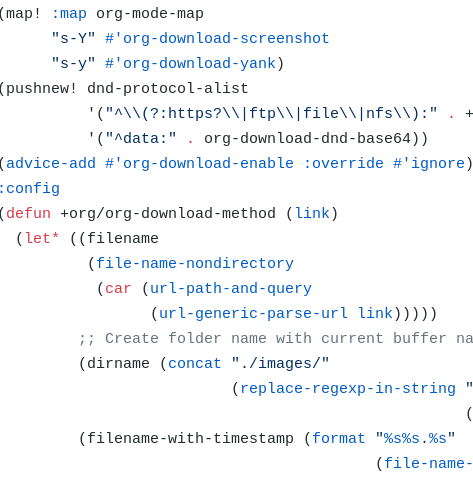 (map! :map org-mode-map
"s-Y" #'org-download-screenshot
"s-y" #'org-download-yank)
(pushnew! dnd-protocol-alist
'("^\\(?:https?\\|ftp\\|file\\|nfs\\):" . +
'("^data:" . org-download-dnd-base64))
(advice-add #'org-download-enable :override #'ignore)
:config
(defun +org/org-download-method (link)
(let* ((filename
(file-name-nondirectory
(car (url-path-and-query
(url-generic-parse-url link)))))
;; Create folder name with current buffer na
(dirname (concat "./images/"
(replace-regexp-in-string "
(
(filename-with-timestamp (format "%s%s.%s"
(file-name-